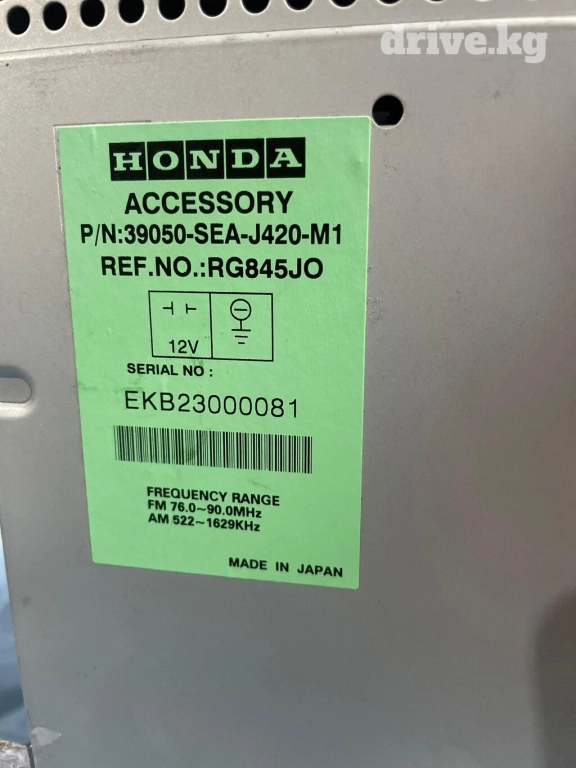 drive.kg
HONDA
ACCESSORY
P/N:39050-SEA-J420-M1
REF.NO.:RG845JO
12V
SERIAL NO :
EKB23000081
FREQUENCY RANGE
FM 76.0~90.0MHz
AM 522~1629KHz
MADE IN JAPAN